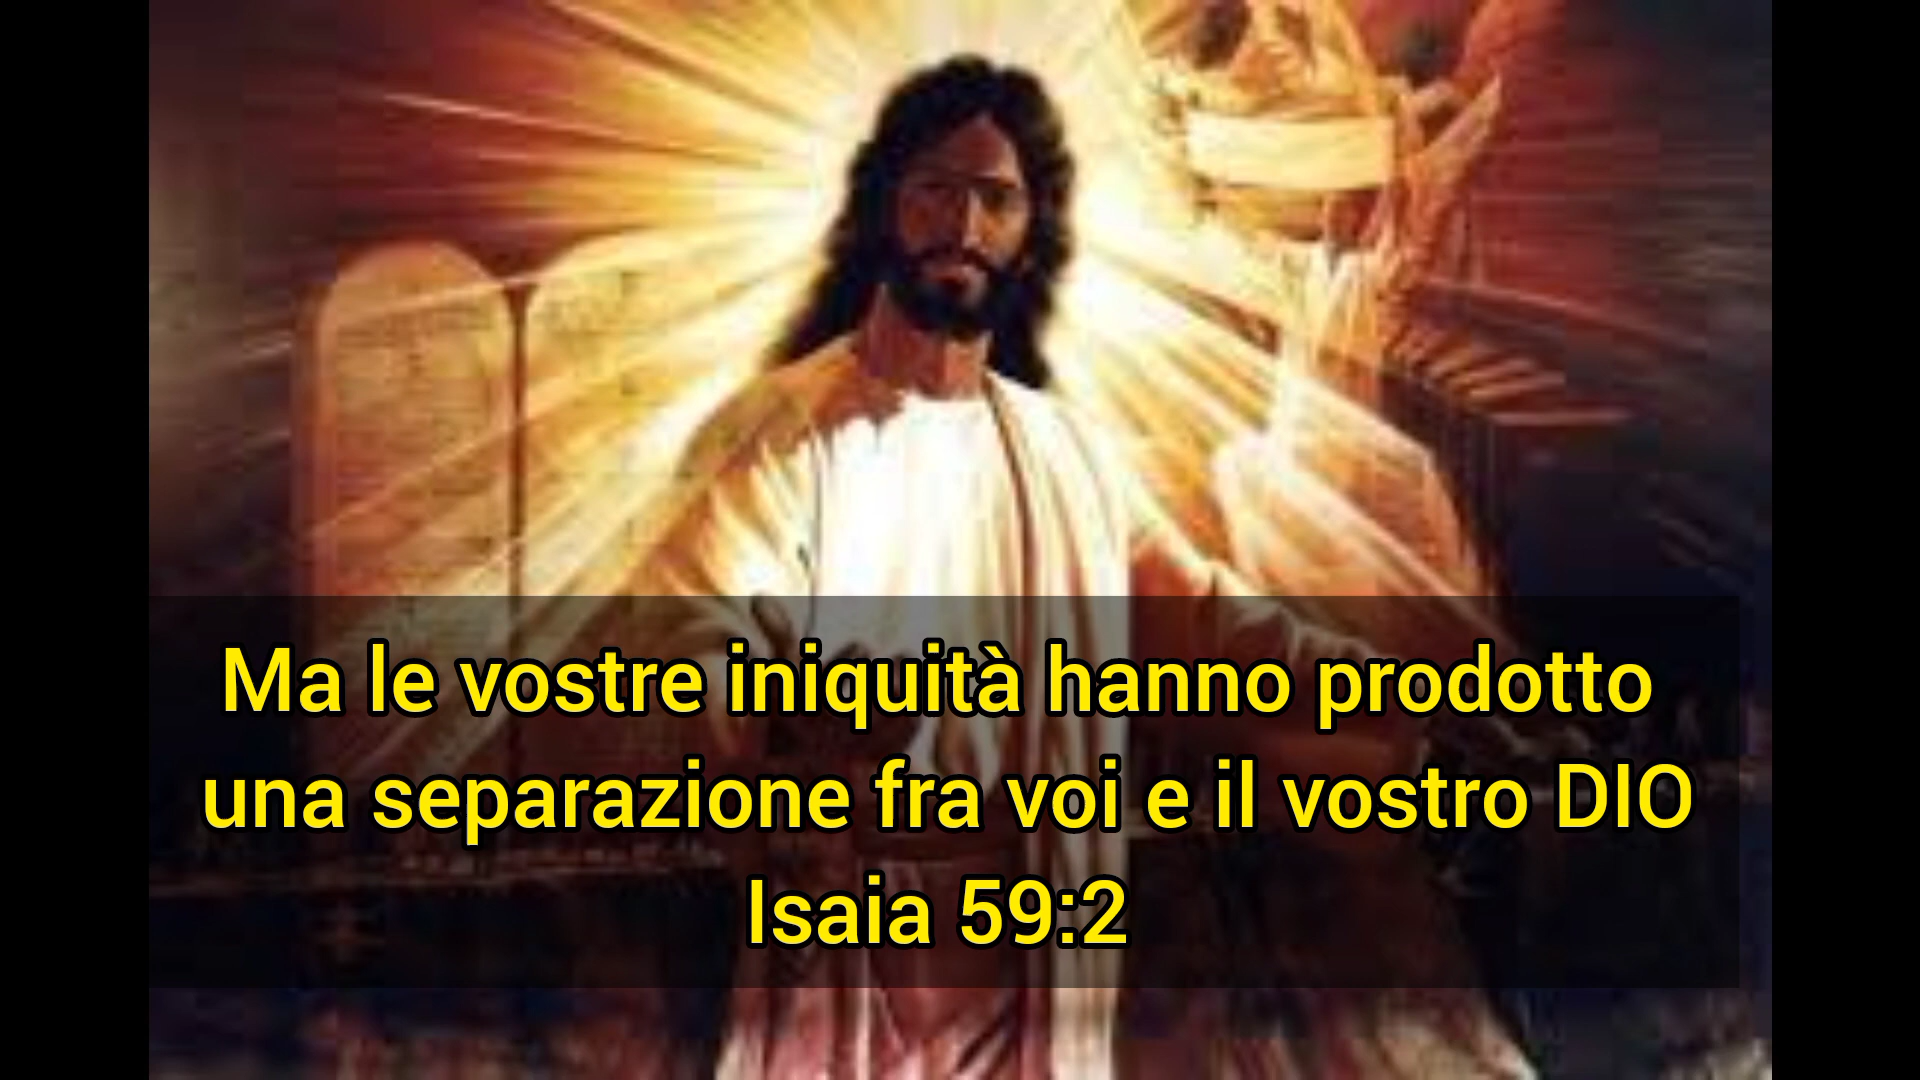 Ma le vostre iniquità hanno prodotto
una separazione fra voi e il vostro DIO
Isaia 59:2